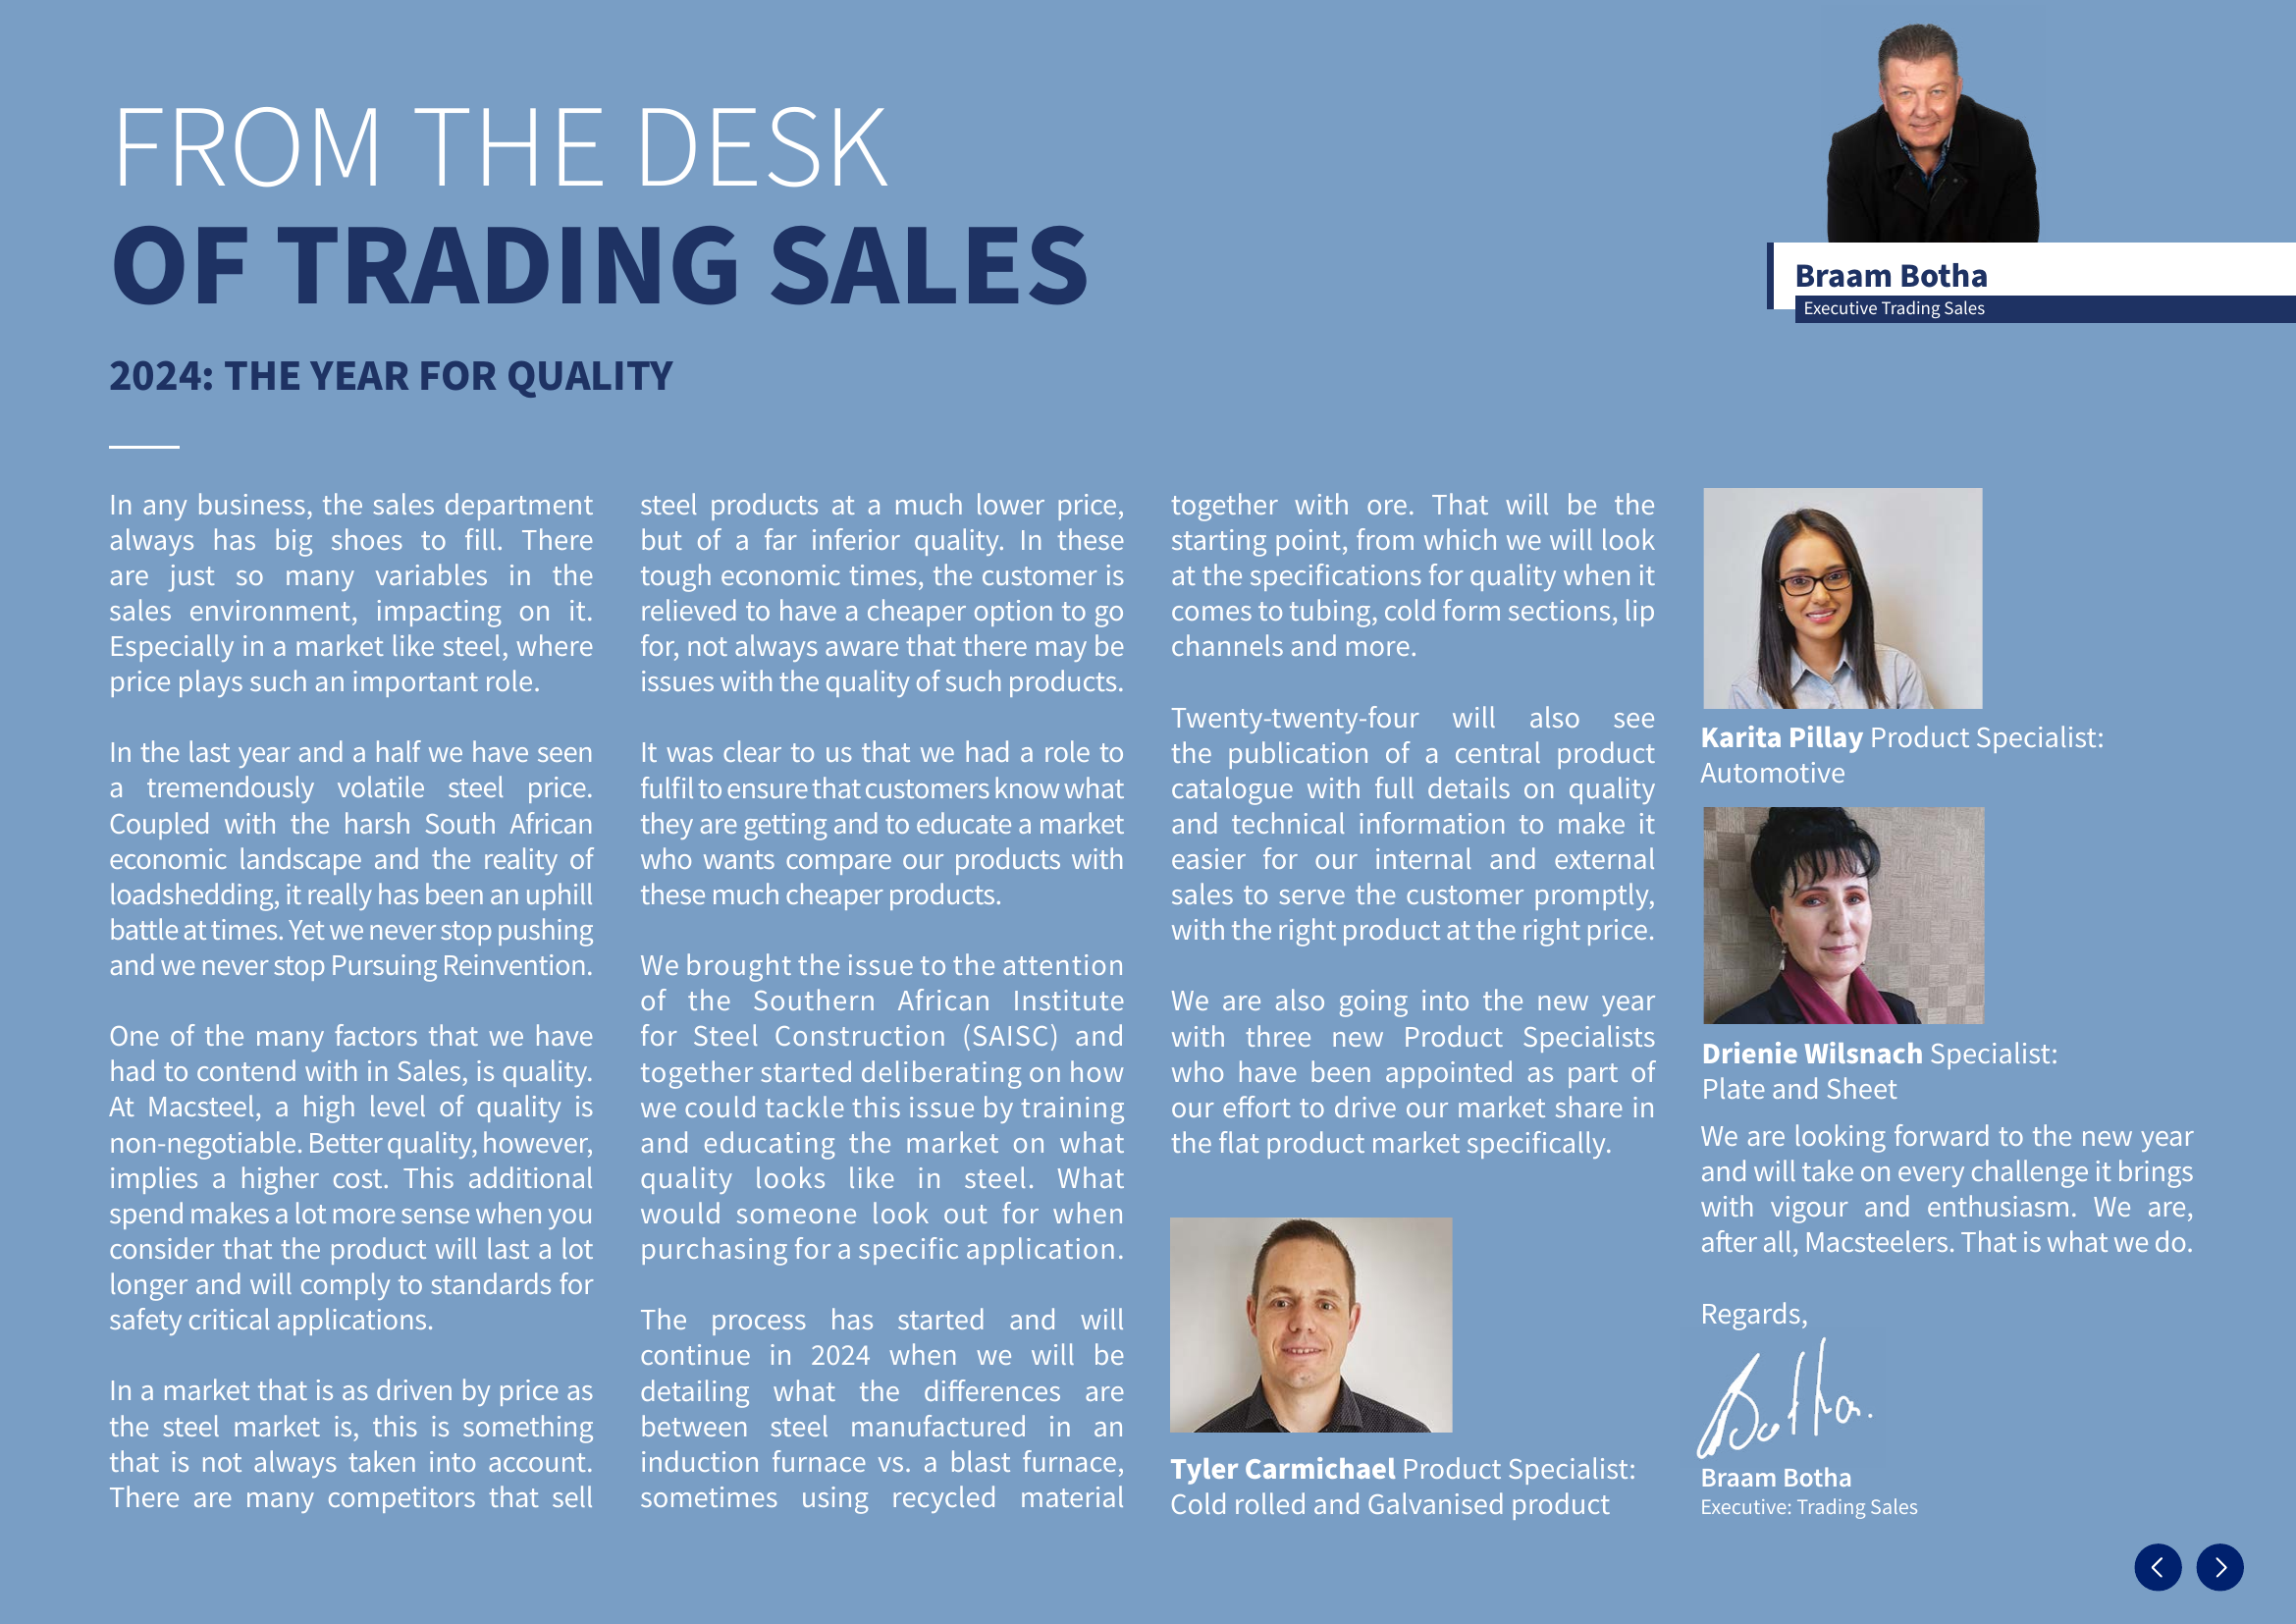 FROM THE DESK
OF TRADING SALES
Braam Botha
Executive Trading Sales
2024: THE YEAR FOR QUALITY
In any business, the sales department
always has big shoes to fill. There
are just so many variables in the
sales environment, impacting on it.
Especially in a market like steel, where
price plays such an important role.
In the last year and a half we have seen
a tremendously volatile steel price.
Coupled with the harsh South African
economic landscape and the reality of
loadshedding, it really has been an uphill
battle at times. Yet we never stop pushing
and we never stop Pursuing Reinvention.
One of the many factors that we have
had to contend with in Sales, is quality.
At Macsteel, a high level of quality is
non-negotiable. Better quality, however,
implies a higher cost. This additional
spend makes a lot more sense when you
consider that the product will last a lot
longer and will comply to standards for
safety critical applications.
In a market that is as driven by price as
the steel market is, this is something
that is not always taken into account.
There are many competitors that sell
steel products at a much lower price,
but of a far inferior quality. In these
tough economic times, the customer is
relieved to have a cheaper option to go
for, not always aware that there may be
issues with the quality of such products.
It was clear to us that we had a role to
fulfil to ensure that customers know what
they are getting and to educate a market
who wants compare our products with
these much cheaper products.
We brought the issue to the attention
of the Southern African Institute
for Steel Construction (SAISC) and
together started deliberating on how
we could tackle this issue by training
and educating the market on what
quality looks like in steel. What
would someone look out for when
purchasing for a specific application.
The process has started and will
continue in 2024 when we will be
detailing what the differences are
between steel manufactured in an
induction furnace vs. a blast furnace,
sometimes using recycled material
together with ore. That will be the
starting point, from which we will look
at the specifications for quality when it
comes to tubing, cold form sections, lip
channels and more.
Twenty-twenty-four will also see
the publication of a central product
catalogue with full details on quality
and technical information to make it
easier for our internal and external
sales to serve the customer promptly,
with the right product at the right price.
We are also going into the new year
with three new Product Specialists
who have been appointed as part of
our effort to drive our market share in
the flat product market specifically.
Tyler Carmichael Product Specialist:
Cold rolled and Galvanised product
Karita Pillay Product Specialist:
Automotive
Drienie Wilsnach Specialist:
Plate and Sheet
We are looking forward to the new year
and will take on every challenge it brings
with vigour and enthusiasm. We are,
after all, Macsteelers. That is what we do.
Regards,
Botha.
Braam Botha
Executive: Trading Sales